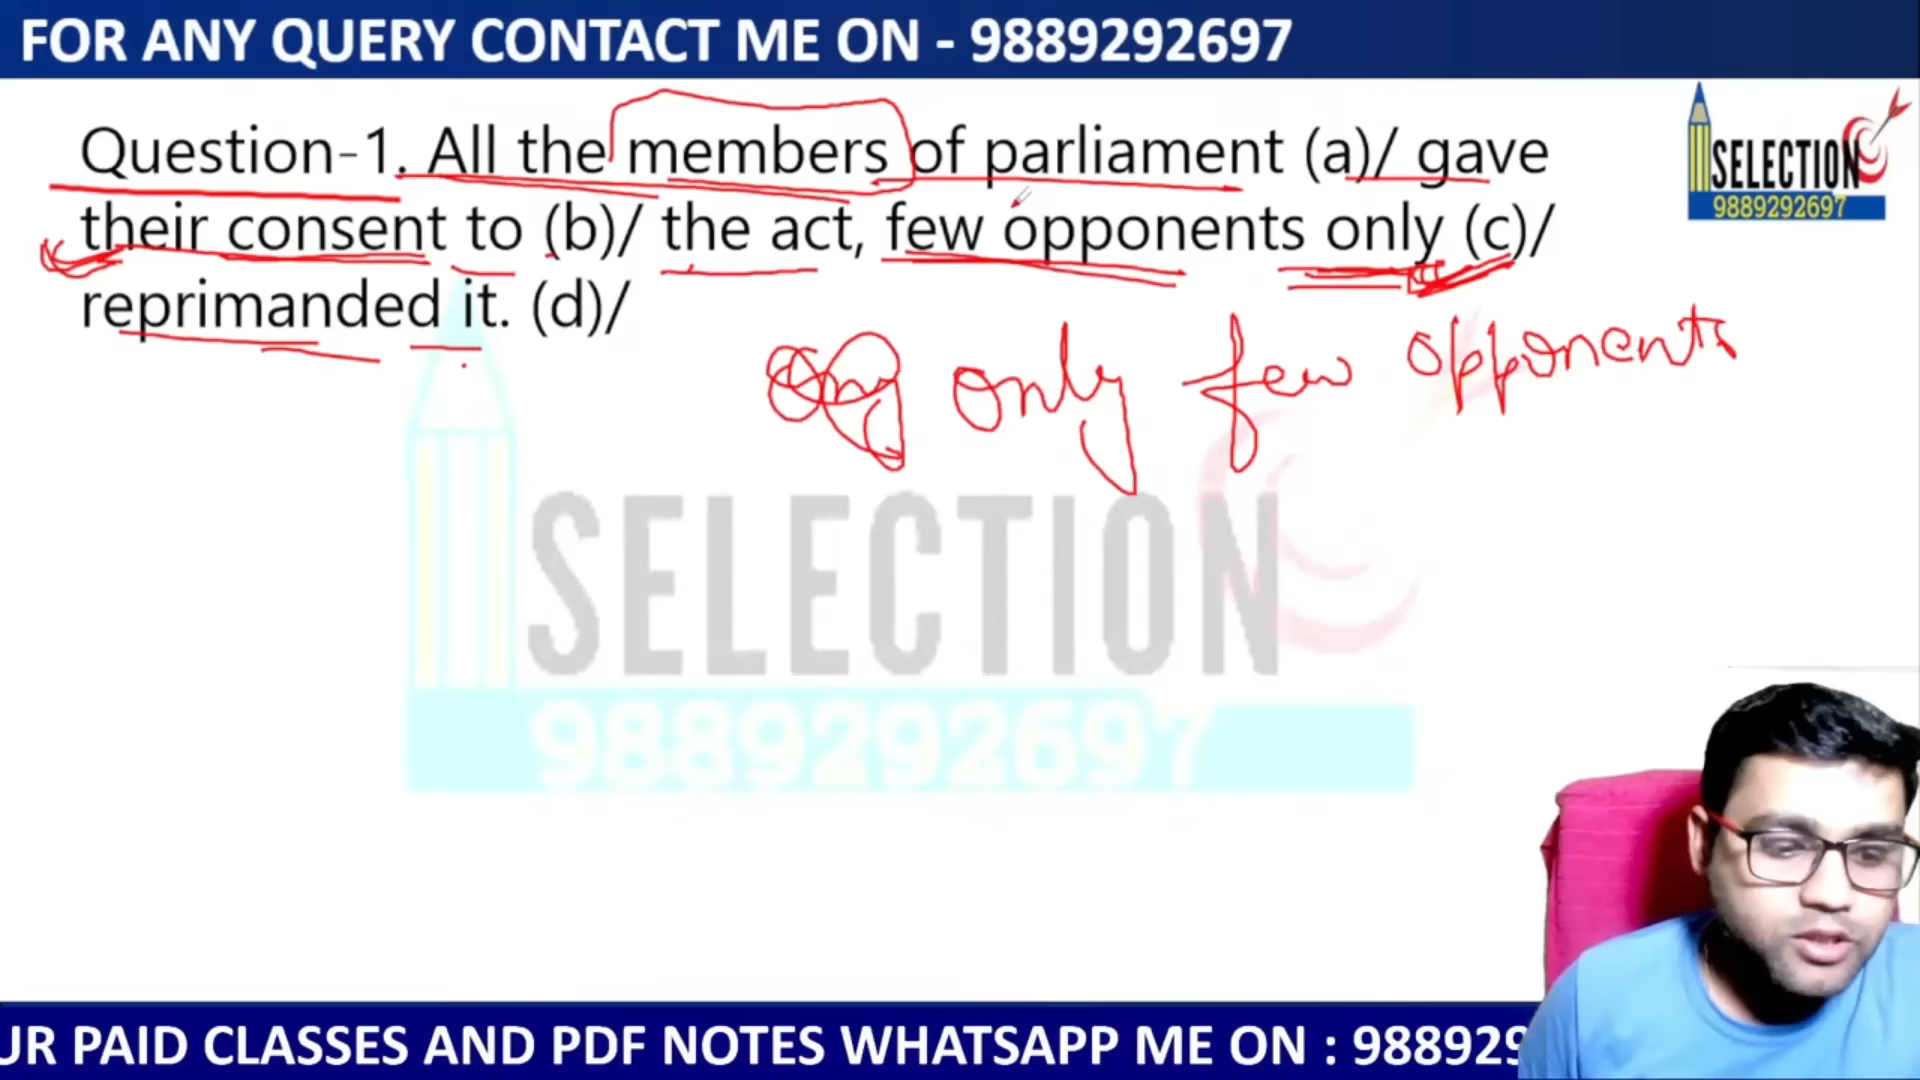 FOR ANY QUERY CONTACT ME ON - 9889292697
Question-1. All the members of parliament (a)/ gave
their consent to (b)/ the act, few opponents only (c)/
reprimanded it. (d)/
SELECTION
9889292697
only few opponents
SELECTION
9889292697
UR PAID CLASSES AND PDF NOTES WHATSAPP ME ON : 988929